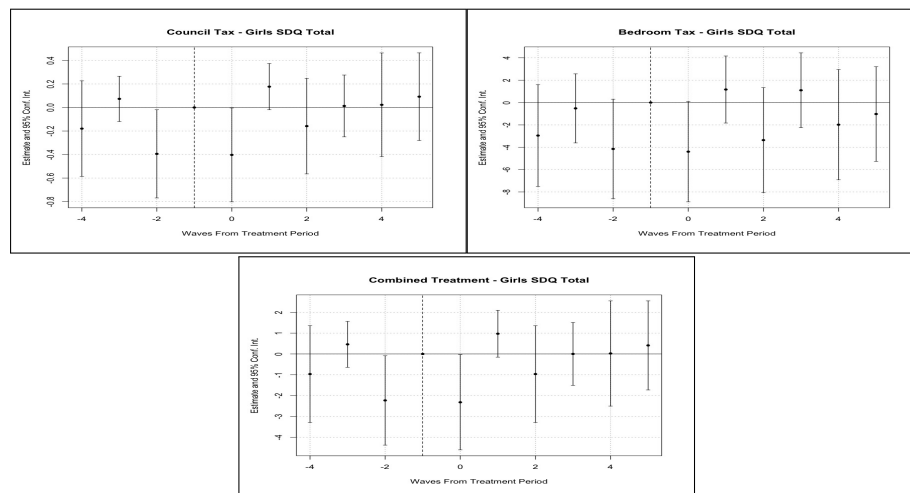 Council Tax - Girls SDQ Total
Estimate and 95% Conf. Int.
0.4
0.2
0.0
-0.2
-0.4
-0.6
-0.8
-4 -2 0 2 4
Waves From Treatment Period
Bedroom Tax - Girls SDQ Total
Estimate and 95% Conf. Int.
4
2
0
-2
-4
-6
-8
-4 -2 0 2 4
Waves From Treatment Period
Combined Treatment - Girls SDQ Total
Estimate and 95% Conf. Int.
2
1
0
-1
-2
-3
-4
-4 -2 0 2 4
Waves From Treatment Period